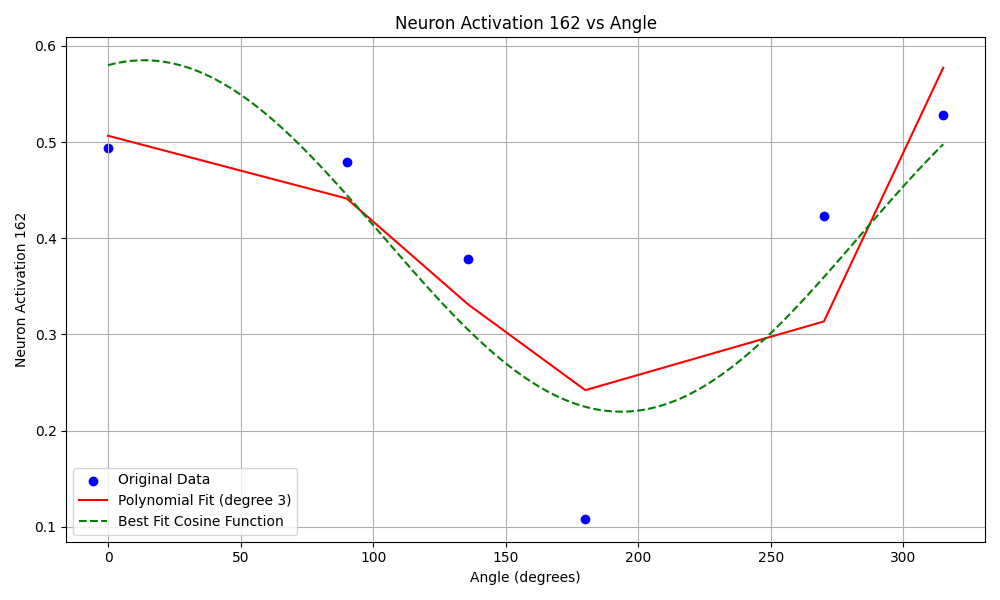 Neuron Activation 162 vs Angle
Neuron Activation 162
0.6
0.5
0.4
0.3
0.2
0.1
Original Data
Polynomial Fit (degree 3)
Best Fit Cosine Function
0 50 100 150 200 250 300
Angle (degrees)